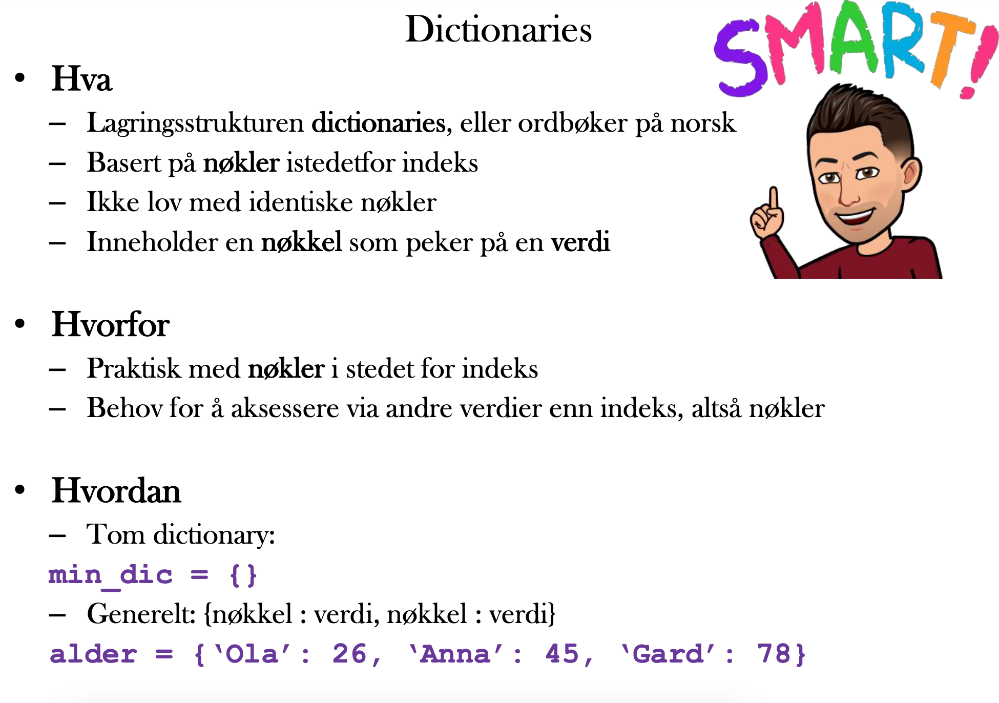 Dictionaries
SMART!
• Hva
– Lagringsstrukturen dictionaries, eller ordbøker på norsk
– Basert på nøkler istedetfor indeks
– Ikke lov med identiske nøkler
– Inneholder en nøkkel som peker på en verdi
• Hvorfor
– Praktisk med nøkler i stedet for indeks
– Behov for å aksessere via andre verdier enn indeks, altså nøkler
• Hvordan
– Tom dictionary:
min_dic = {}
– Generelt: {nøkkel : verdi, nøkkel : verdi}
alder = {‘Ola’: 26, ‘Anna’: 45, ‘Gard’: 78}